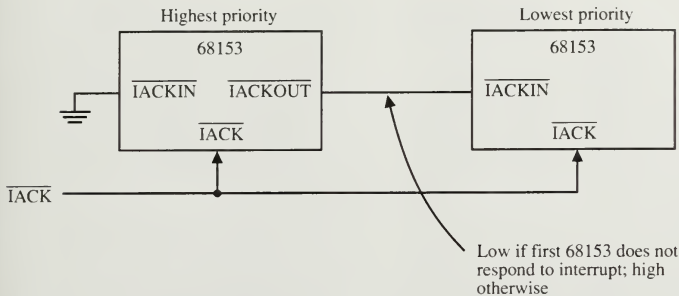 Highest priority
Lowest priority
68153
68153
IACKIN
IACKOUT
IACKIN
IACK
IACK
IACK
Low if first 68153 does not
respond to interrupt; high
otherwise